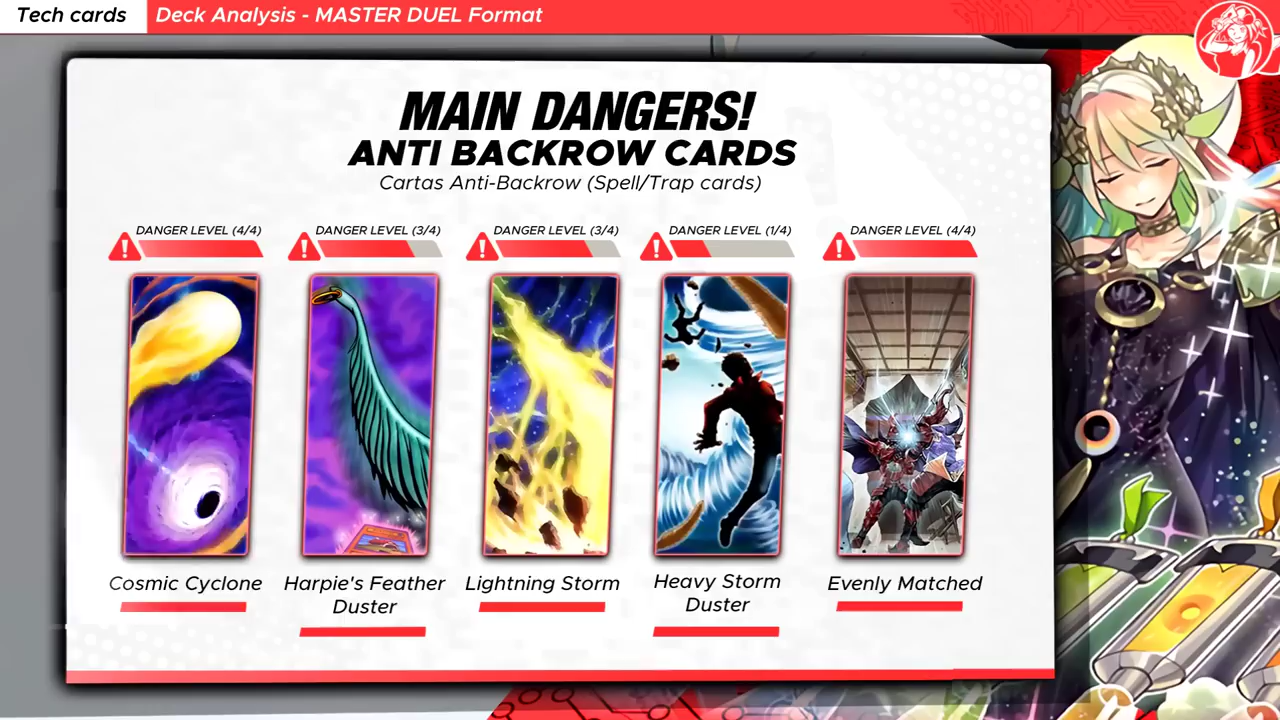 Tech cards
Deck Analysis - MASTER DUEL Format
MAIN DANGERS!
ANTI BACKROW CARDS
Cartas Anti-Backrow (Spell/Trap cards)
DANGER LEVEL (4/4)
DANGER LEVEL (3/4)
DANGER LEVEL (3/4)
DANGER LEVEL (1/4)
DANGER LEVEL (4/4)
Cosmic Cyclone
Harpie's Feather
Duster
Lightning Storm
Heavy Storm
Duster
Evenly Matched